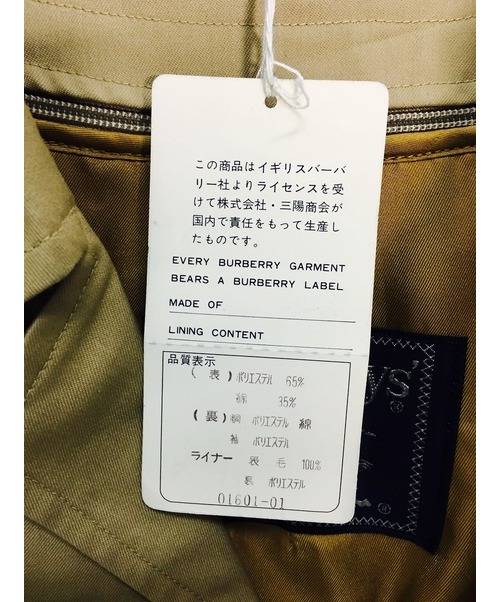 この商品はイギリスバーバ
リー社よりライセンスを受
けて株式会社・三陽商会が
国内で責任をもって生産し
たものです。
EVERY BURBERRY GARMENT
BEARS A BURBERRY LABEL
MADE OF
LINING CONTENT
品質表示
(表) ポリエステル 65%
綿 35%
(裏) 胴 ポリエステル 綿
袖 ポリエステル
ライナー 表 毛 100%
裏 ポリエステル
01601-01
ys'
®
®